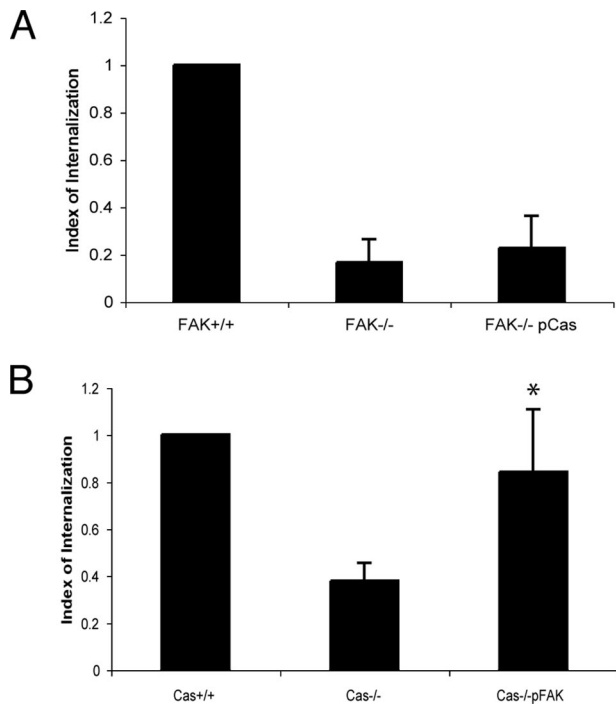 A
1.2
1
0.8
0.6
0.4
0.2
0
Index of Internalization
FAK+/+ FAK-/- FAK-/- pCas
B
1.2
1
0.8
0.6
0.4
0.2
0
Index of Internalization
*
Cas+/+ Cas-/- Cas-/-pFAK